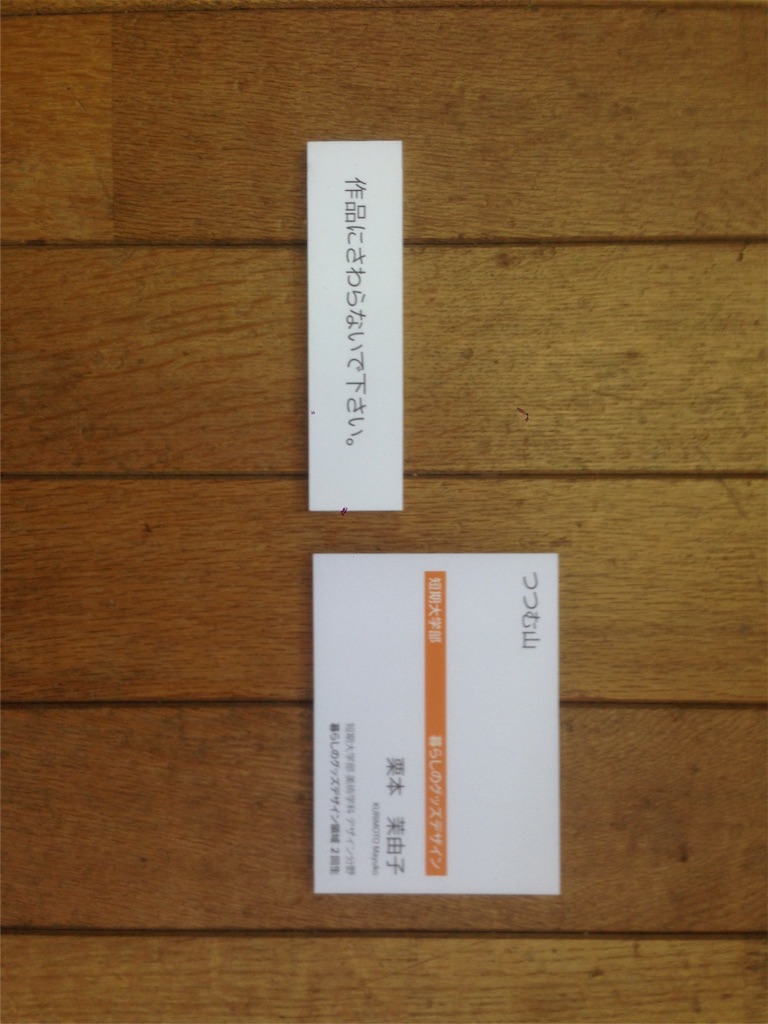 作品にさわらないで下さい。
つつむ山
短期大学部 暮らしのグッズデザイン
栗本 茉由子
KURIMOTO Mayuko
短期大学部 美術学科 デザイン分野
暮らしのグッズデザイン領域 2回生